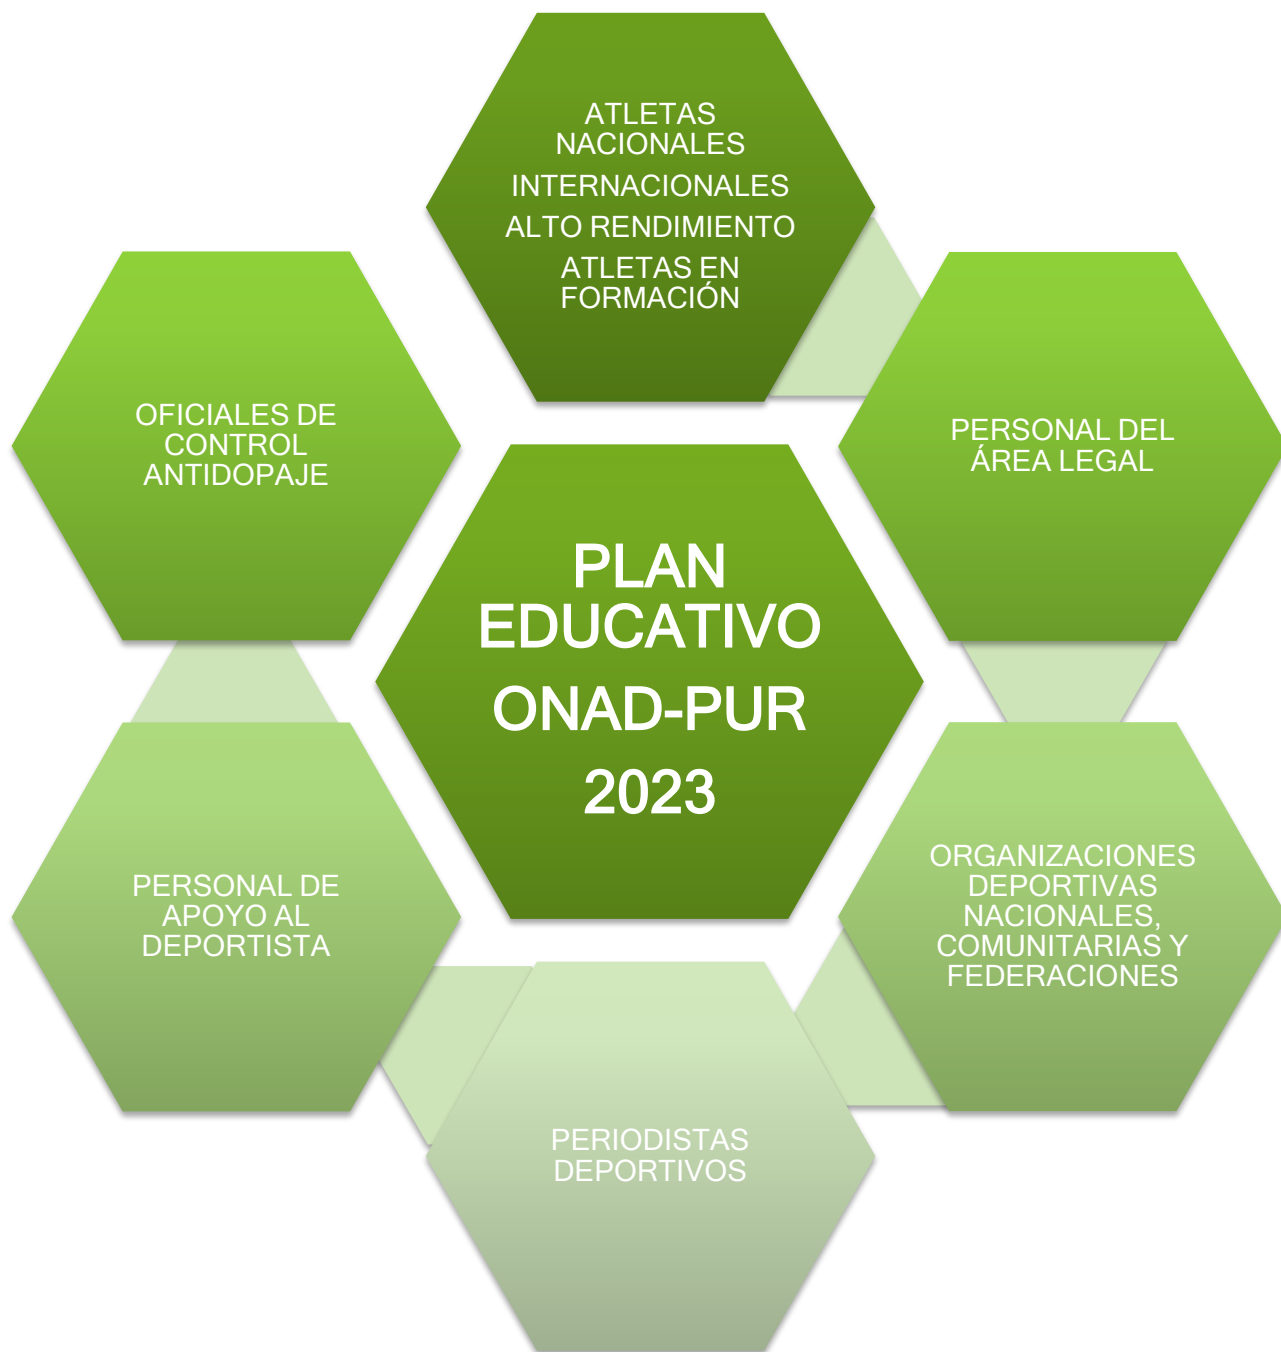 ATLETAS
NACIONALES
INTERNACIONALES
ALTO RENDIMIENTO
ATLETAS EN
FORMACIÓN
PERSONAL DEL
ÁREA LEGAL
ORGANIZACIONES
DEPORTIVAS
NACIONALES,
COMUNITARIAS Y
FEDERACIONES
PERIODISTAS
DEPORTIVOS
PERSONAL DE
APOYO AL
DEPORTISTA
OFICIALES DE
CONTROL
ANTIDOPAJE
PLAN
EDUCATIVO
ONAD-PUR
2023